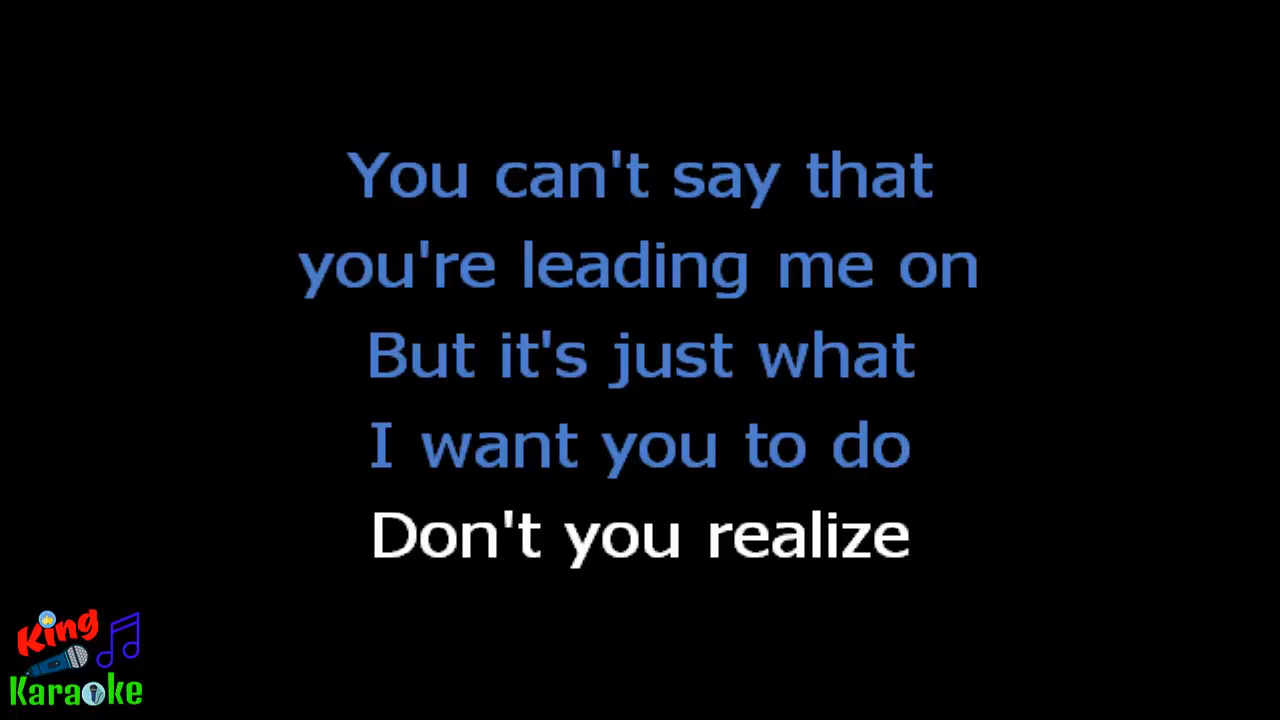 You can't say that
you're leading me on
But it's just what
I want you to do
Don't you realize
King
Karaoke